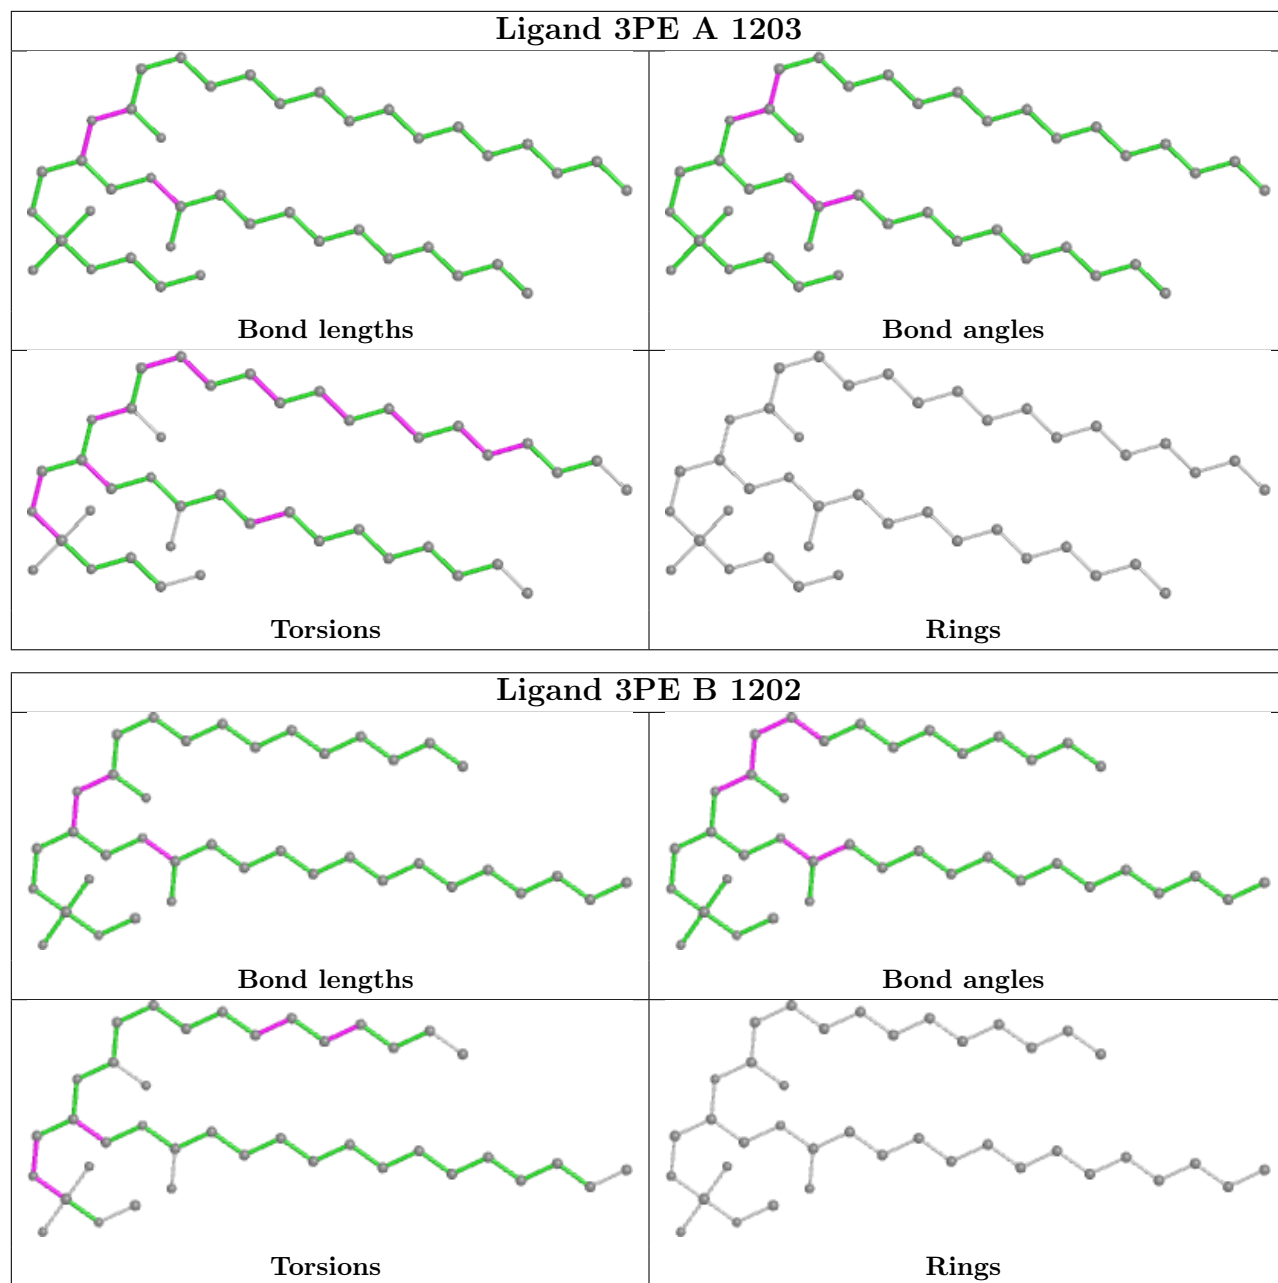 Ligand 3PE A 1203
Bond lengths
Bond angles
Torsions
Rings
Ligand 3PE B 1202
Bond lengths
Bond angles
Torsions
Rings